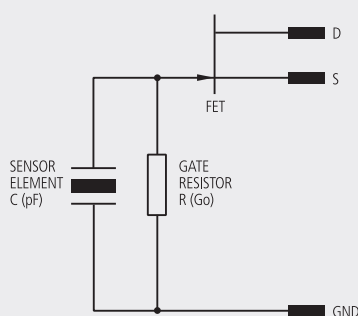 D
S
FET
SENSOR
ELEMENT
C (pF)
GATE
RESISTOR
R (Go)
GND